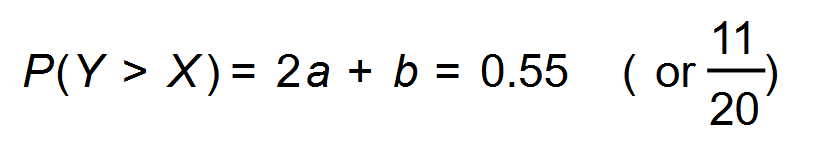 P(Y > X) = 2a + b = 0.55 ( or 11/20 )